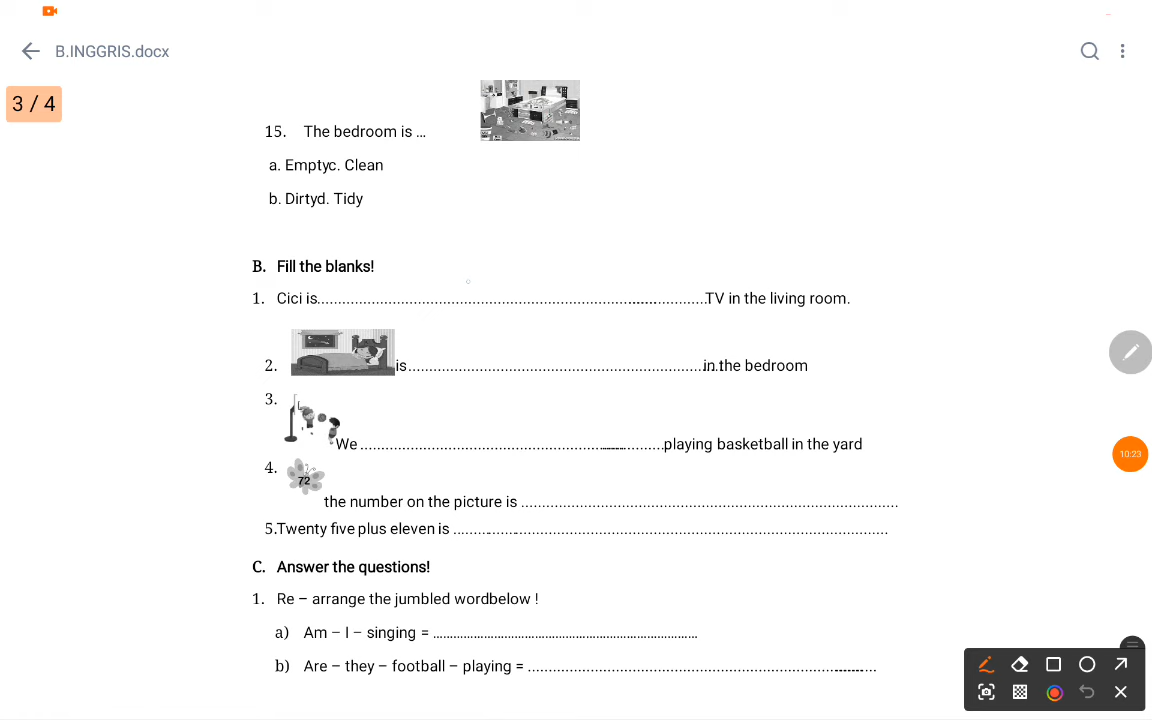 B.INGGRIS.docx
3 / 4
15. The bedroom is ...
a. Emptyc. Clean
b. Dirtyd. Tidy
B. Fill the blanks!
1. Cici is..........................................................................................TV in the living room.
2. is..........................................................................in.the bedroom
3.
We .........................................................................playing basketball in the yard
4.
72
the number on the picture is ..........................................................................................
5.Twenty five plus eleven is ........................................................................................................
10:23
C. Answer the questions!
1. Re – arrange the jumbled wordbelow !
a) Am – I – singing = ..............................................................................
b) Are – they – football – playing = ...................................................................................